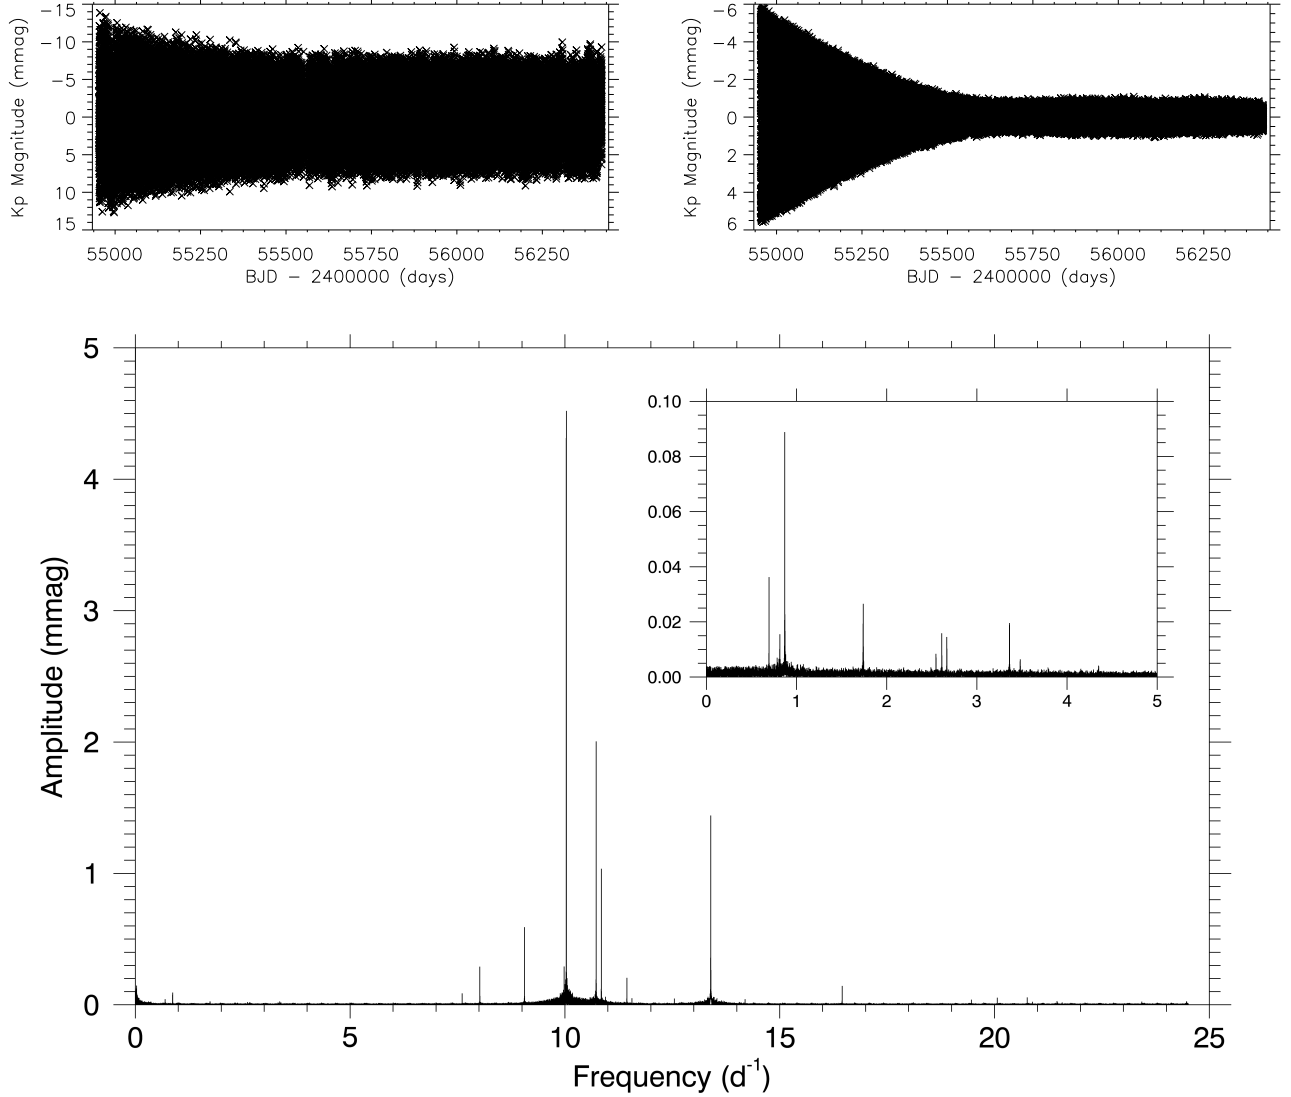 −15
−10
−5
0
5
10
15
Kp Magnitude (mmag)
55000 55250 55500 55750 56000 56250
BJD − 2400000 (days)
−6
−4
−2
0
2
4
6
Kp Magnitude (mmag)
55000 55250 55500 55750 56000 56250
BJD − 2400000 (days)
5
4
3
2
1
0
Amplitude (mmag)
0 5 10 15 20 25
Frequency (d⁻¹)
0.10
0.08
0.06
0.04
0.02
0.00
0 1 2 3 4 5